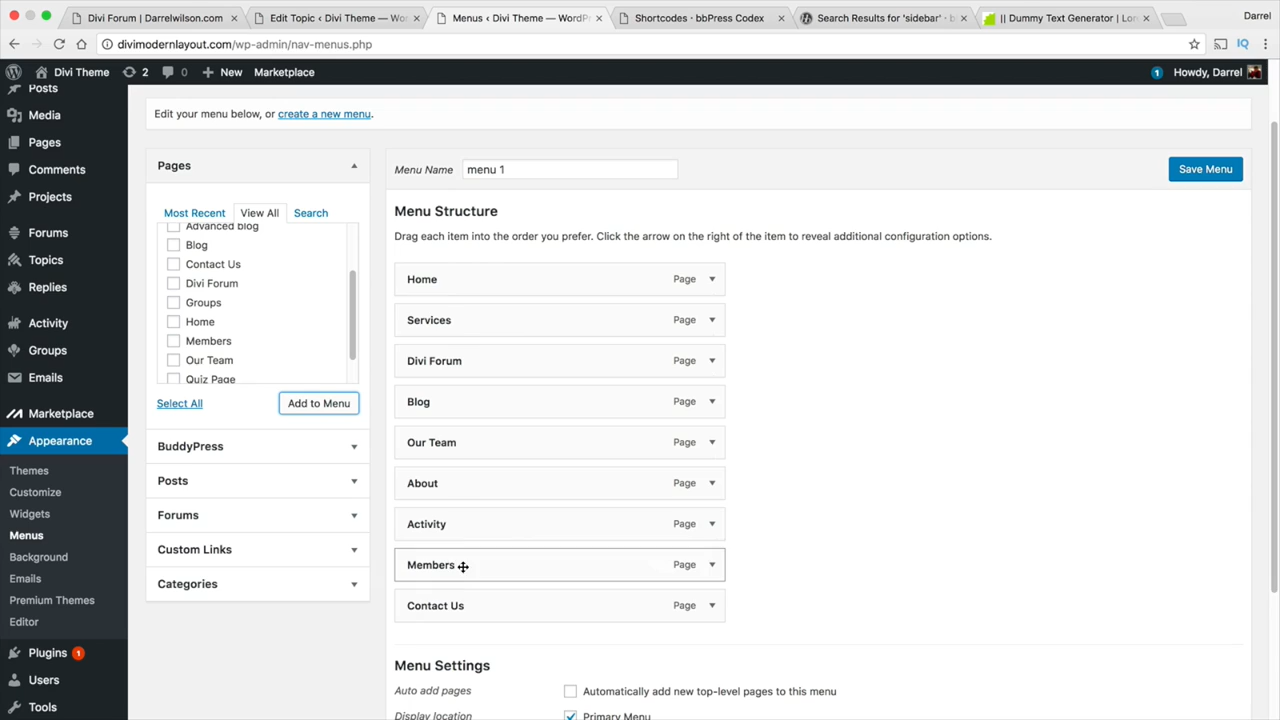 Divi Forum | Darrelwilson.com
Edit Topic ‹ Divi Theme — W
Menus ‹ Divi Theme — WordPr
Shortcodes · bbPress Codex
Search Results for 'sidebar' · b
|| Dummy Text Generator | Lor
Darrel
divimodernlayout.com/wp-admin/nav-menus.php
IQ
Divi Theme 2 0 New Marketplace
1 Howdy, Darrel
Posts
Media
Pages
Comments
Projects
Forums
Topics
Replies
Activity
Groups
Emails
Marketplace
Appearance
Themes
Customize
Widgets
Menus
Background
Emails
Premium Themes
Editor
Plugins 1
Users
Tools
Edit your menu below, or create a new menu.
Pages
Most Recent View All Search
Advanced blog
Blog
Contact Us
Divi Forum
Groups
Home
Members
Our Team
Quiz Page
Select All Add to Menu
BuddyPress
Posts
Forums
Custom Links
Categories
Menu Name menu 1 Save Menu
Menu Structure
Drag each item into the order you prefer. Click the arrow on the right of the item to reveal additional configuration options.
Home Page
Services Page
Divi Forum Page
Blog Page
Our Team Page
About Page
Activity Page
Members Page
Contact Us Page
Menu Settings
Auto add pages Automatically add new top-level pages to this menu
Display location Primary Menu